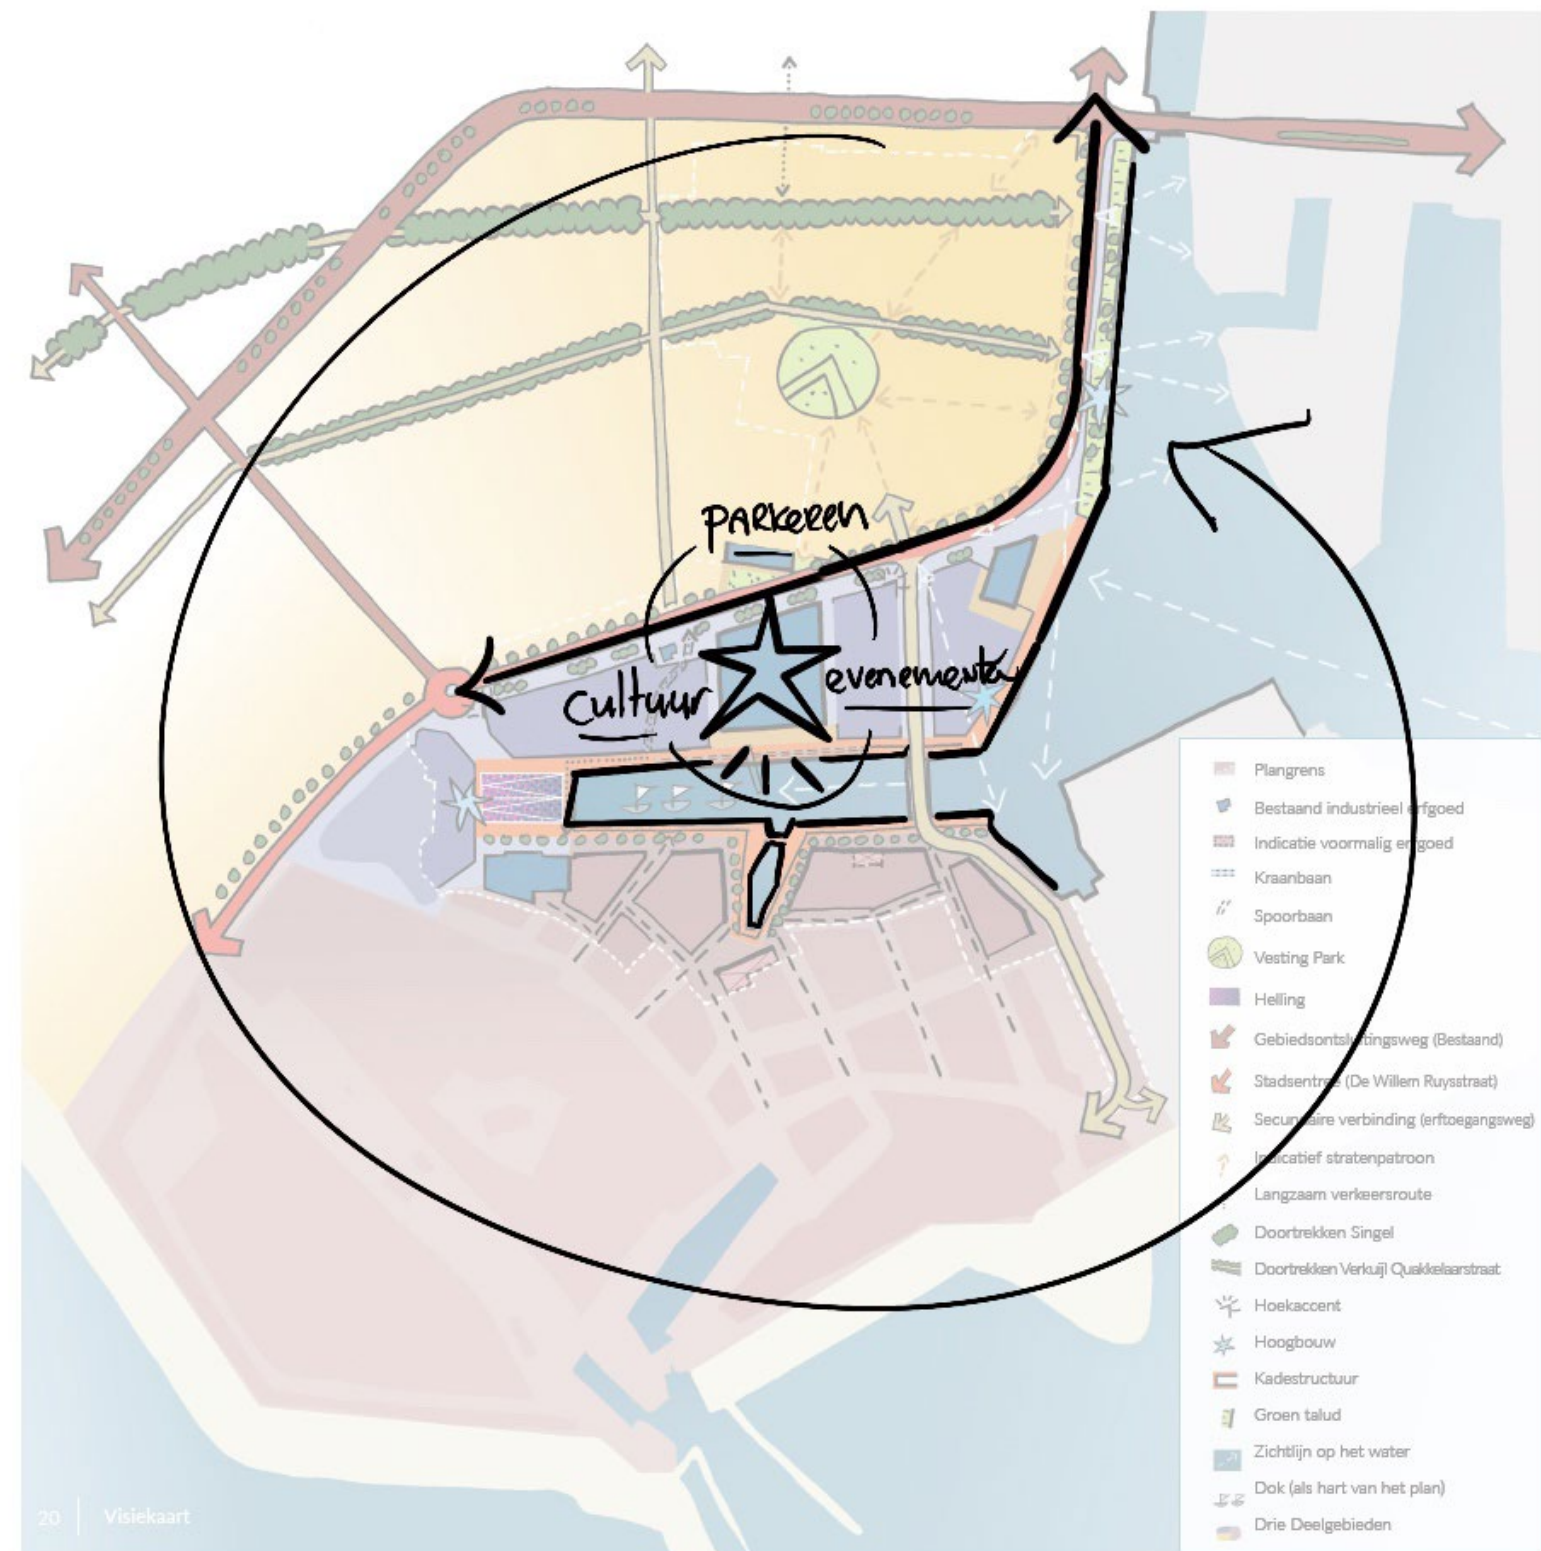 PARKEREN
Cultuur
evenementen
Plangrens
Bestaand industrieel erfgoed
Indicatie voormalig erfgoed
Kraanbaan
Spoorbaan
Vesting Park
Helling
Gebiedsontsluitingsweg (Bestaand)
Stadsentree (De Willem Ruysstraat)
Secundaire verbinding (erftoegangsweg)
Indicatief stratenpatroon
Langzaam verkeersroute
Doortrekken Singel
Doortrekken Verkuijl Quakkelaarstraat
Hoekaccent
Hoogbouw
Kadestructuur
Groen talud
Zichtlijn op het water
Dok (als hart van het plan)
Drie Deelgebieden
20 | Visiekaart